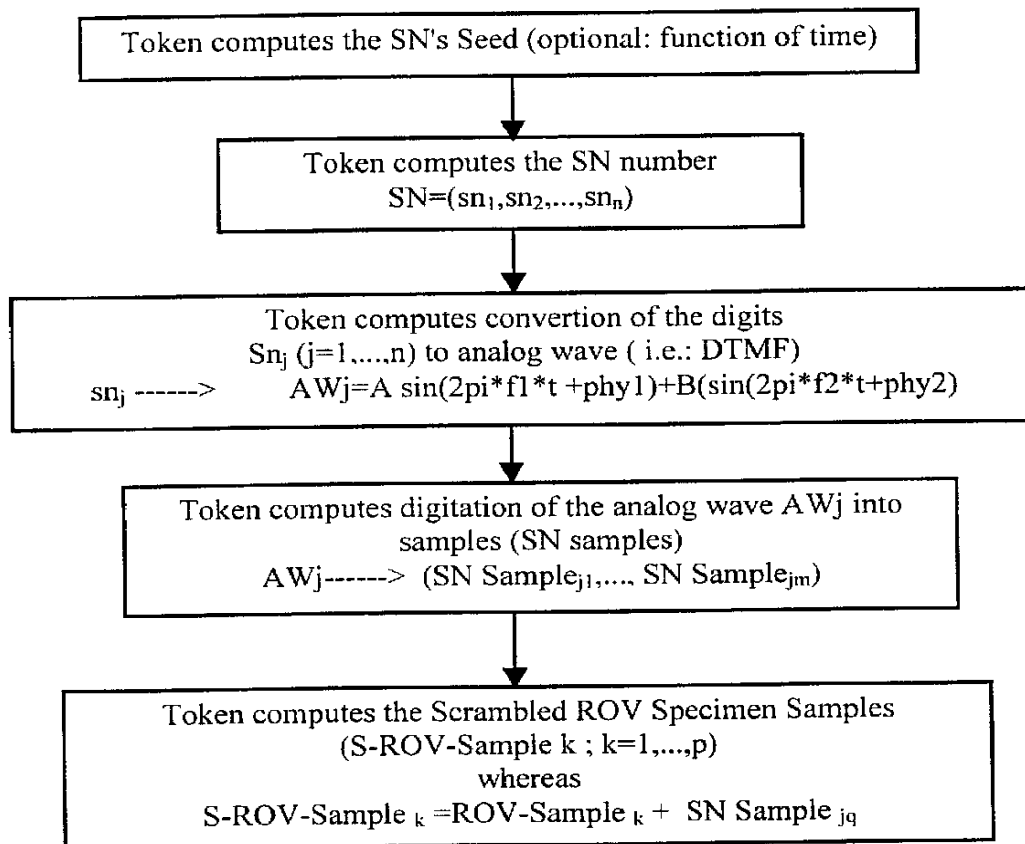 Token computes the SN's Seed (optional: function of time)
Token computes the SN number
SN=(sn₁,sn₂,...,snₙ)
Token computes convertion of the digits
Snⱼ (j=1,...,n) to analog wave ( i.e.: DTMF)
snⱼ ------> AWj=A sin(2pi*f1*t +phy1)+B(sin(2pi*f2*t+phy2)
Token computes digitation of the analog wave AWj into
samples (SN samples)
AWj------> (SN Sampleⱼ₁,..., SN Sampleⱼₘ)
Token computes the Scrambled ROV Specimen Samples
(S-ROV-Sample k ; k=1,...,p)
whereas
S-ROV-Sample ₖ =ROV-Sample ₖ + SN Sample jq